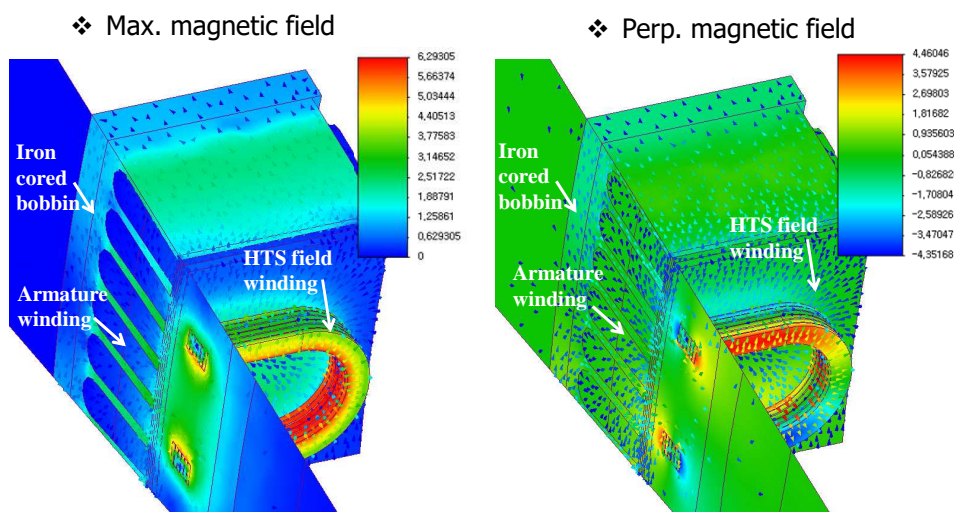 ❖ Max. magnetic field
6,29305
5,66374
5,03444
4,40514
3,77583
3,14652
2,51722
1,88791
1,25861
0,629305
0
Iron
cored
bobbin
HTS field
winding
Armature
winding
❖ Perp. magnetic field
4,46046
3,57925
2,69803
1,81682
0,935603
0,054388
-0,82682
-1,70804
-2,58926
-3,47047
-4,35168
Iron
cored
bobbin
HTS field
winding
Armature
winding